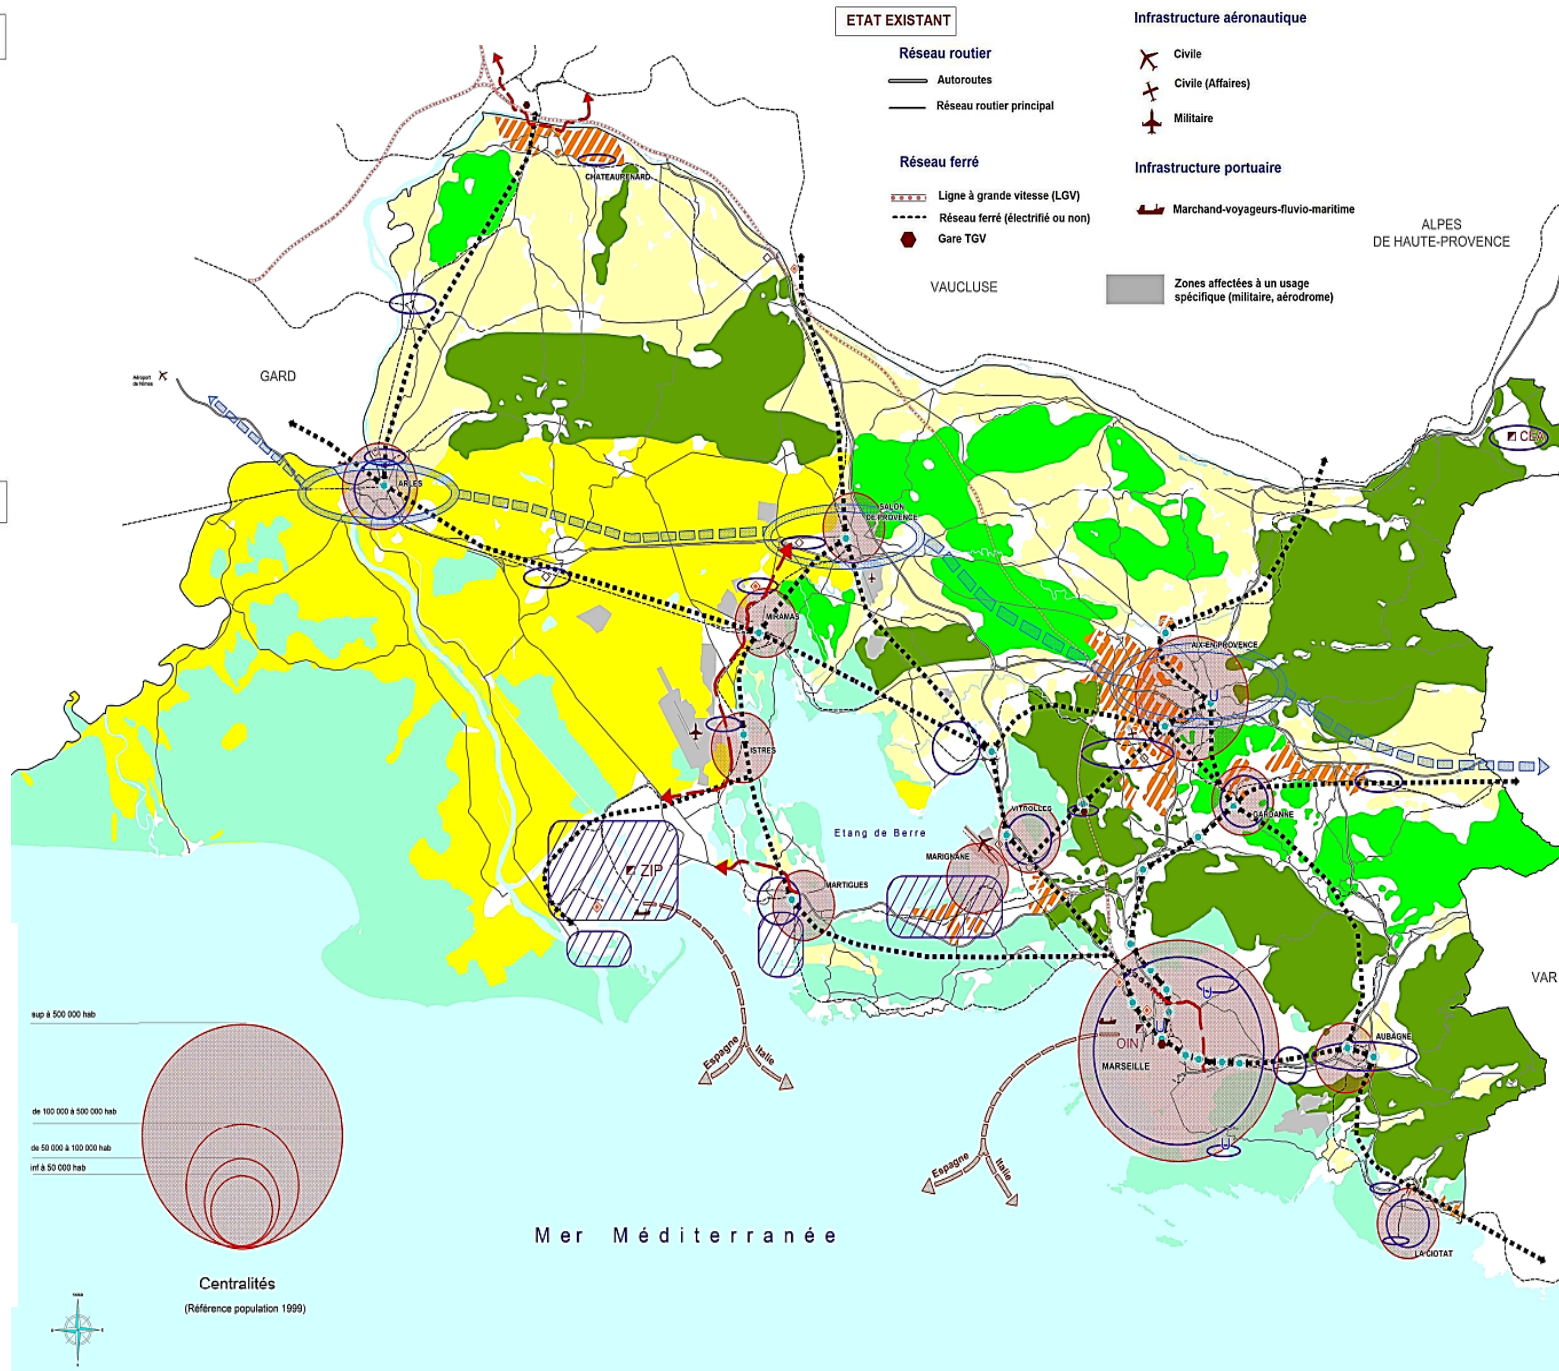 ETAT EXISTANT
Réseau routier
Autoroutes
Réseau routier principal
Réseau ferré
Ligne à grande vitesse (LGV)
Réseau ferré (électrifié ou non)
Gare TGV
Infrastructure aéronautique
Civile
Civile (Affaires)
Militaire
Infrastructure portuaire
Marchand-voyageurs-fluvio-maritime
Zones affectées à un usage
spécifique (militaire, aérodrome)
ALPES
DE HAUTE-PROVENCE
VAUCLUSE
CHATEAURENARD
GARD
Aéroport
de Nîmes
CEA
ARLES
SALON
DE PROVENCE
MIRAMAS
AIX-EN-PROVENCE
U
ISTRES
VITROLLES
GARDANNE
Etang de Berre
MARIGNANE
ZIP
MARTIGUES
VAR
U
U
OIN
MARSEILLE
AUBAGNE
Espagne
Italie
U
Espagne
Italie
LA CIOTAT
Mer Méditerranée
sup à 500 000 hab
de 100 000 à 500 000 hab
de 50 000 à 100 000 hab
inf à 50 000 hab
Centralités
(Référence population 1999)